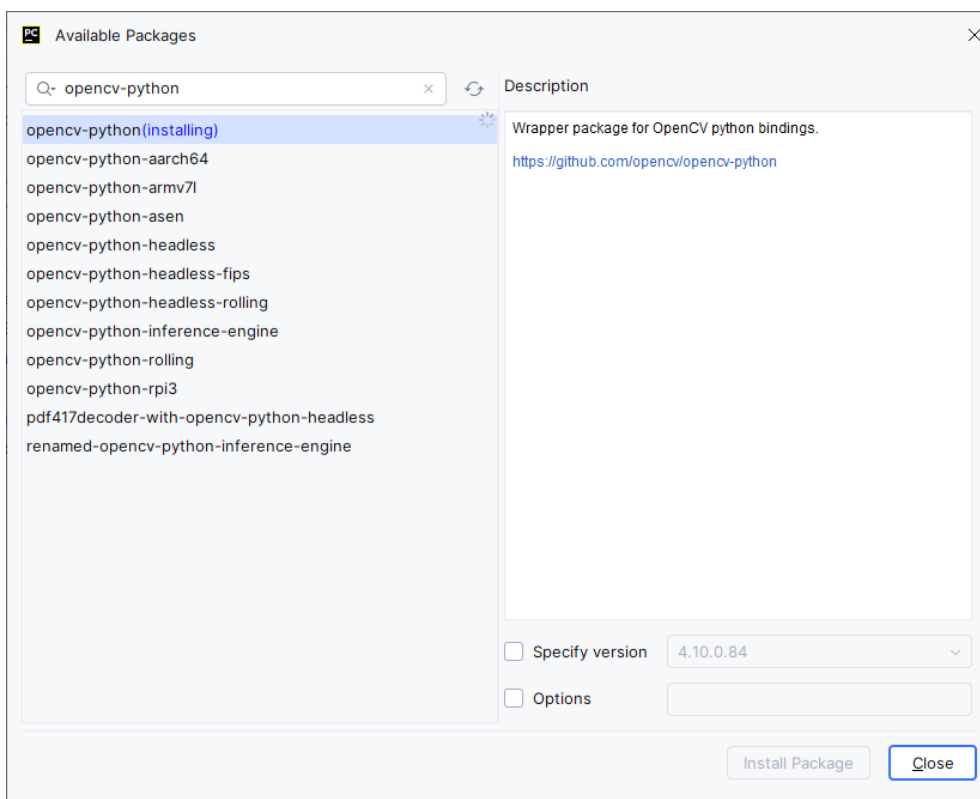 PC Available Packages
opencv-python
Description
opencv-python(installing)
opencv-python-aarch64
opencv-python-armv7l
opencv-python-asen
opencv-python-headless
opencv-python-headless-fips
opencv-python-headless-rolling
opencv-python-inference-engine
opencv-python-rolling
opencv-python-rpi3
pdf417decoder-with-opencv-python-headless
renamed-opencv-python-inference-engine
Wrapper package for OpenCV python bindings.
https://github.com/opencv/opencv-python
Specify version 4.10.0.84
Options
Install Package Close